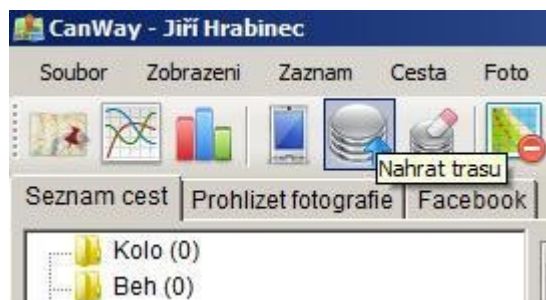 CanWay - Jiří Hrabinec
Soubor Zobrazeni Zaznam Cesta Foto
Nahrat trasu
Seznam cest Prohlizet fotografie Facebook
Kolo (0)
Beh (0)